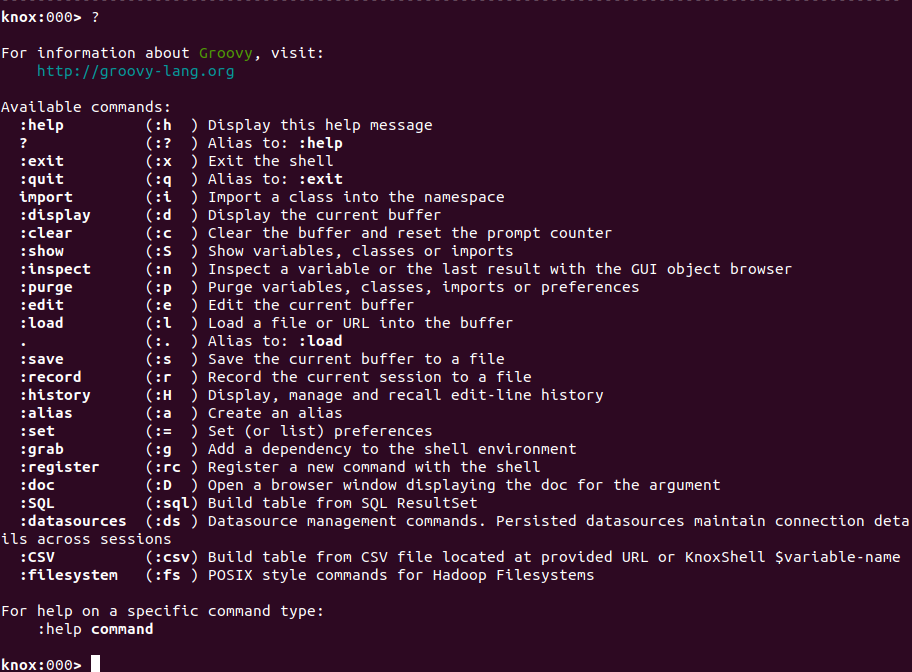 knox:000> ?
For information about Groovy, visit:
    http://groovy-lang.org
Available commands:
  :help         (:h  ) Display this help message
  ?             (:?  ) Alias to: :help
  :exit         (:x  ) Exit the shell
  :quit         (:q  ) Alias to: :exit
  import        (:i  ) Import a class into the namespace
  :display      (:d  ) Display the current buffer
  :clear        (:c  ) Clear the buffer and reset the prompt counter
  :show         (:S  ) Show variables, classes or imports
  :inspect      (:n  ) Inspect a variable or the last result with the GUI object browser
  :purge        (:p  ) Purge variables, classes, imports or preferences
  :edit         (:e  ) Edit the current buffer
  :load         (:l  ) Load a file or URL into the buffer
  .             (:.  ) Alias to: :load
  :save         (:s  ) Save the current buffer to a file
  :record       (:r  ) Record the current session to a file
  :history      (:H  ) Display, manage and recall edit-line history
  :alias        (:a  ) Create an alias
  :set          (:=  ) Set (or list) preferences
  :grab         (:g  ) Add a dependency to the shell environment
  :register     (:rc ) Register a new command with the shell
  :doc          (:D  ) Open a browser window displaying the doc for the argument
  :SQL          (:sql) Build table from SQL ResultSet
  :datasources  (:ds ) Datasource management commands. Persisted datasources maintain connection deta
ils across sessions
  :CSV          (:csv) Build table from CSV file located at provided URL or KnoxShell $variable-name
  :filesystem   (:fs ) POSIX style commands for Hadoop Filesystems
For help on a specific command type:
    :help command
knox:000>